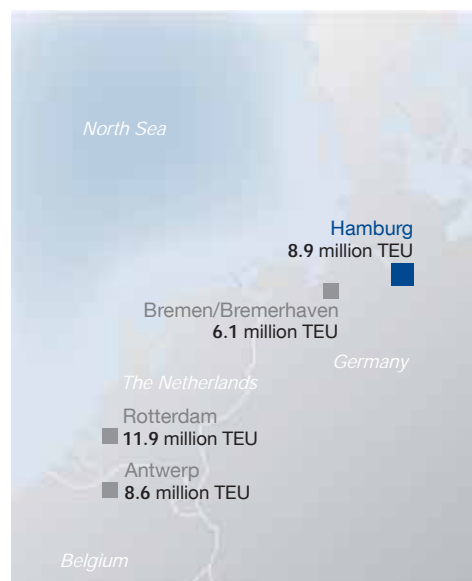 North Sea
Hamburg
8.9 million TEU
Bremen/Bremerhaven
6.1 million TEU
Germany
The Netherlands
Rotterdam
11.9 million TEU
Antwerp
8.6 million TEU
Belgium